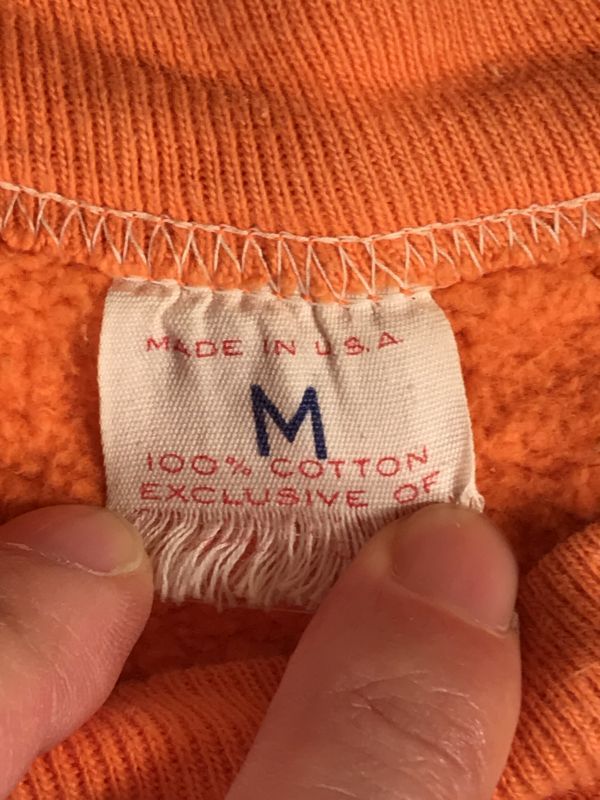 MADE IN U.S.A.
M
100% COTTON
EXCLUSIVE OF